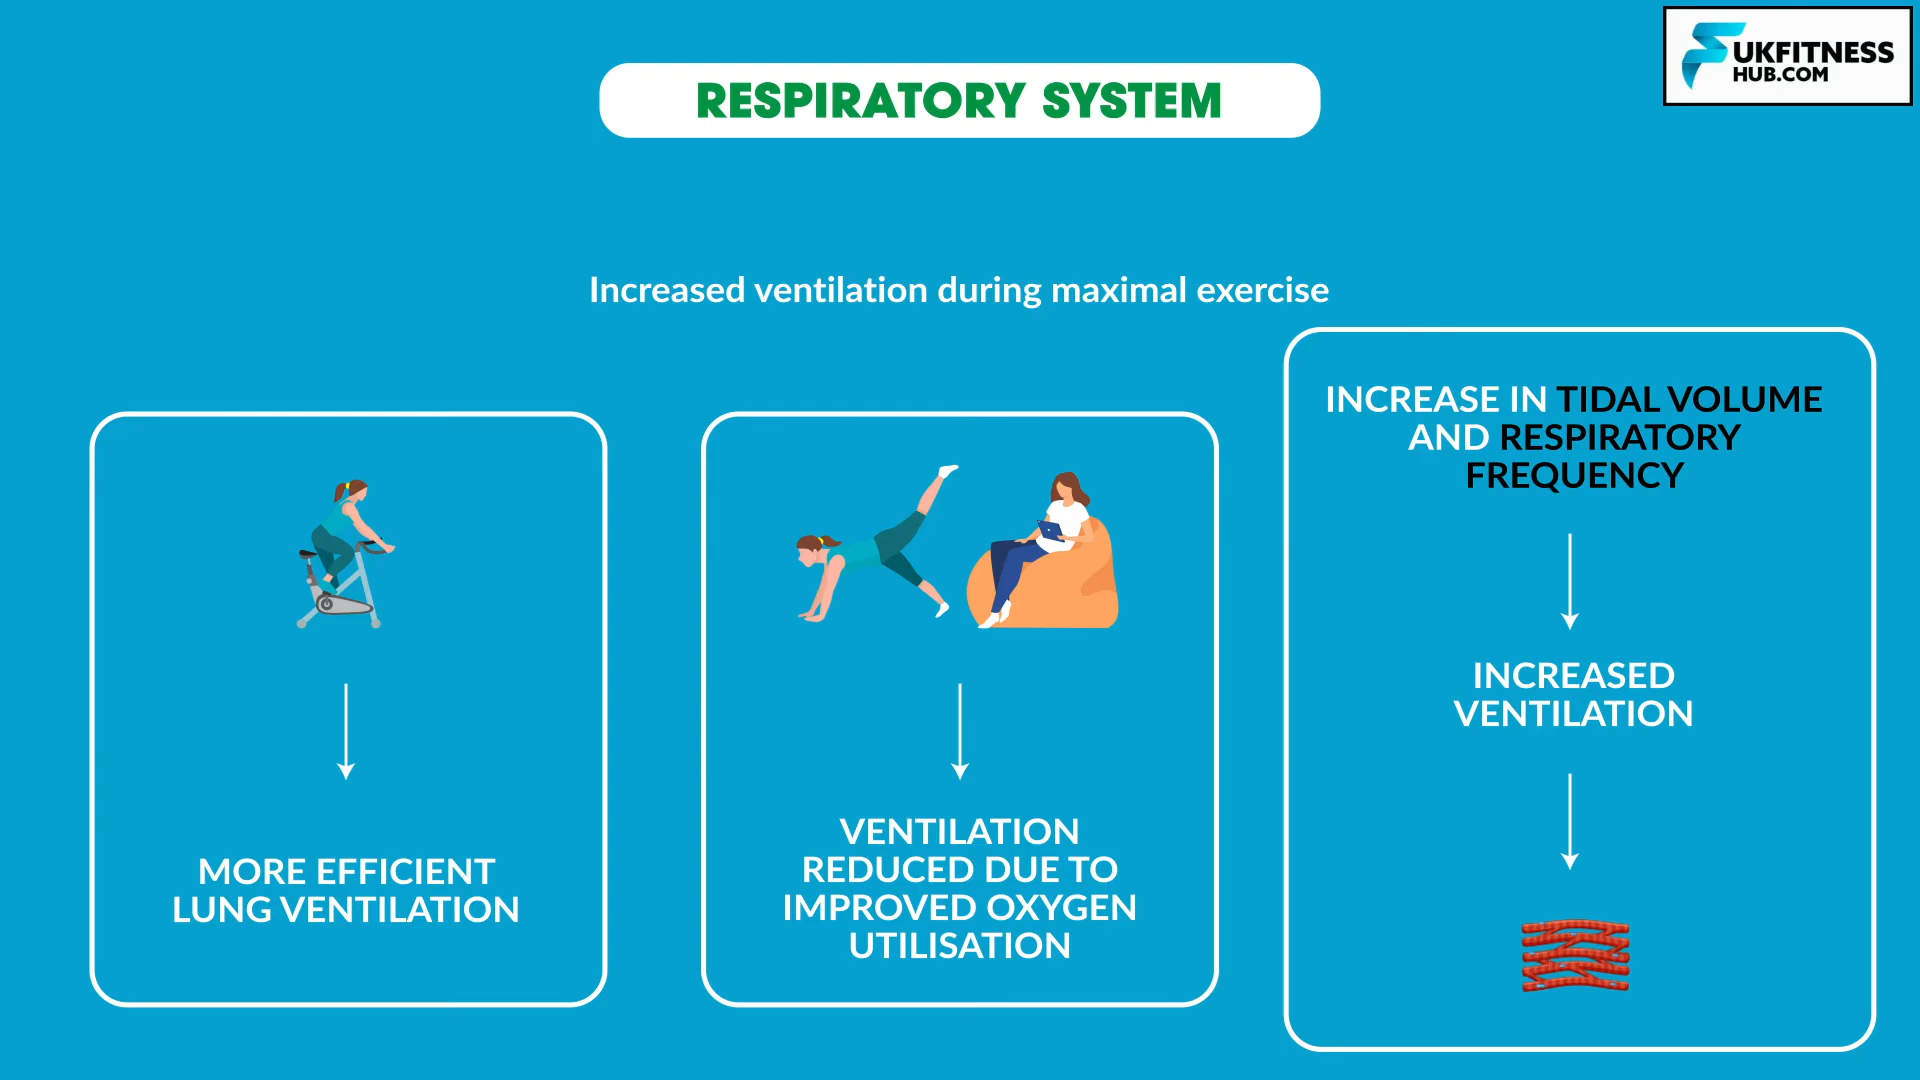 UKFITNESS
HUB.COM
RESPIRATORY SYSTEM
Increased ventilation during maximal exercise
MORE EFFICIENT
LUNG VENTILATION
VENTILATION
REDUCED DUE TO
IMPROVED OXYGEN
UTILISATION
INCREASE IN TIDAL VOLUME
AND RESPIRATORY
FREQUENCY
INCREASED
VENTILATION